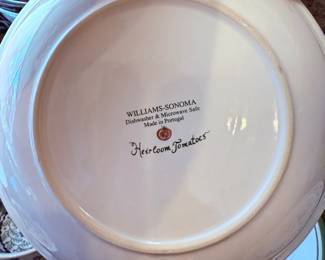 WILLIAMS-SONOMA
Dishwasher & Microwave Safe
Made in Portugal
"Heirloom Tomatoes"